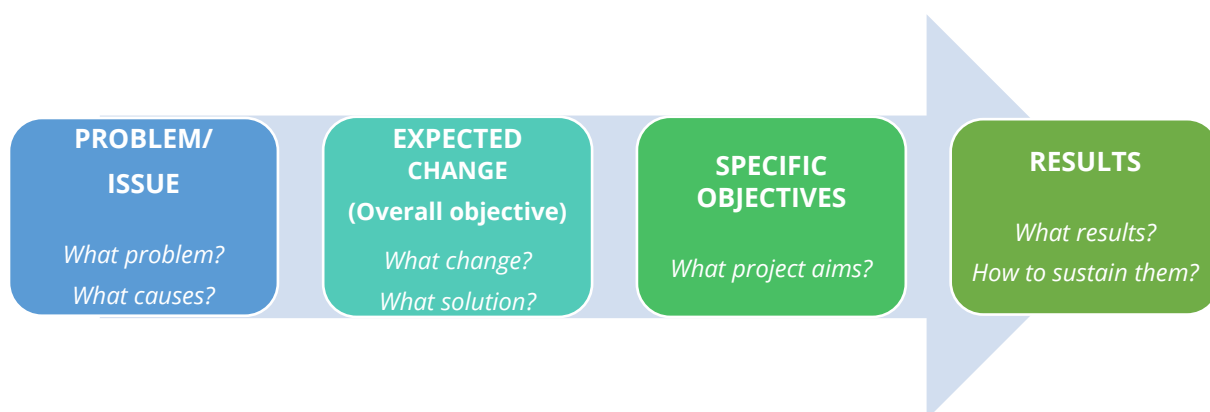 PROBLEM/
ISSUE
What problem?
What causes?
EXPECTED
CHANGE
(Overall objective)
What change?
What solution?
SPECIFIC
OBJECTIVES
What project aims?
RESULTS
What results?
How to sustain them?